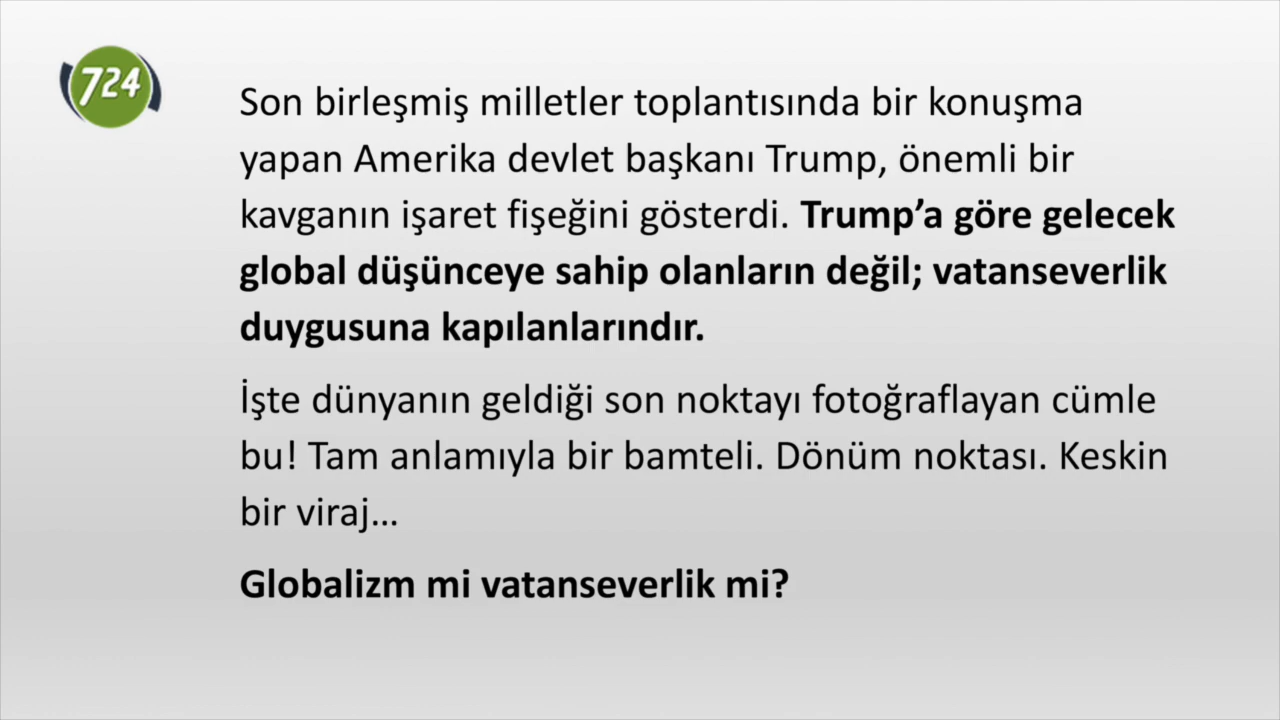 724
Son birleşmiş milletler toplantısında bir konuşma
yapan Amerika devlet başkanı Trump, önemli bir
kavganın işaret fişeğini gösterdi. Trump’a göre gelecek
global düşünceye sahip olanların değil; vatanseverlik
duygusuna kapılanlarındır.
İşte dünyanın geldiği son noktayı fotoğraflayan cümle
bu! Tam anlamıyla bir bamteli. Dönüm noktası. Keskin
bir viraj…
Globalizm mi vatanseverlik mi?